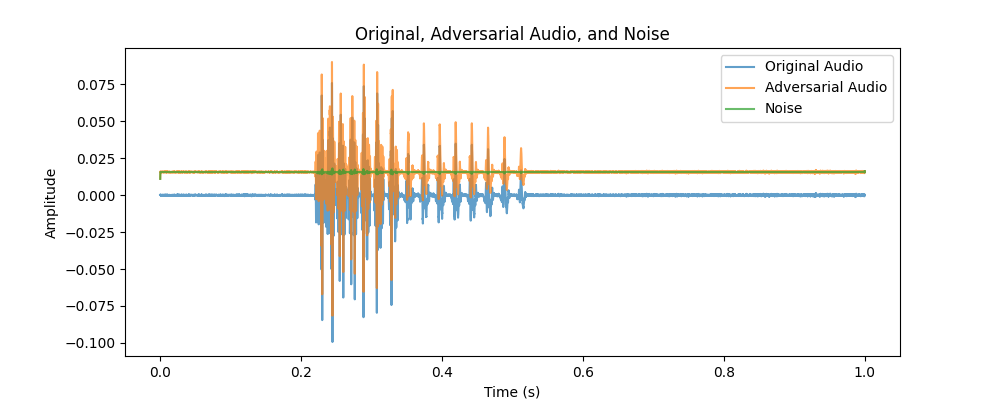 Original, Adversarial Audio, and Noise
Original Audio
Adversarial Audio
Noise
Amplitude
0.075
0.050
0.025
0.000
−0.025
−0.050
−0.075
−0.100
0.0 0.2 0.4 0.6 0.8 1.0
Time (s)